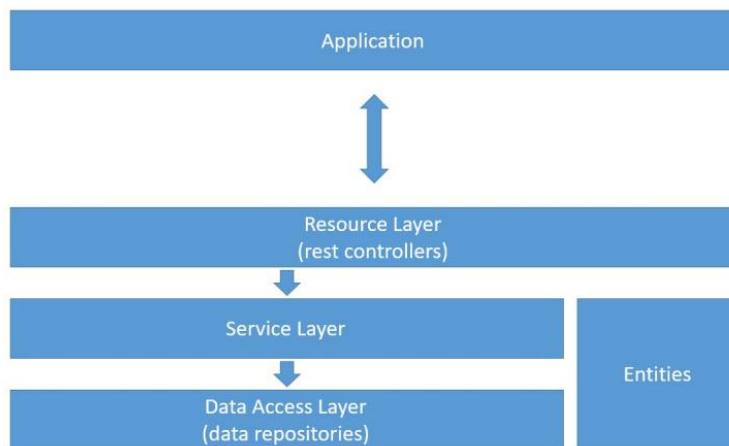 Application
Resource Layer
(rest controllers)
Service Layer
Entities
Data Access Layer
(data repositories)